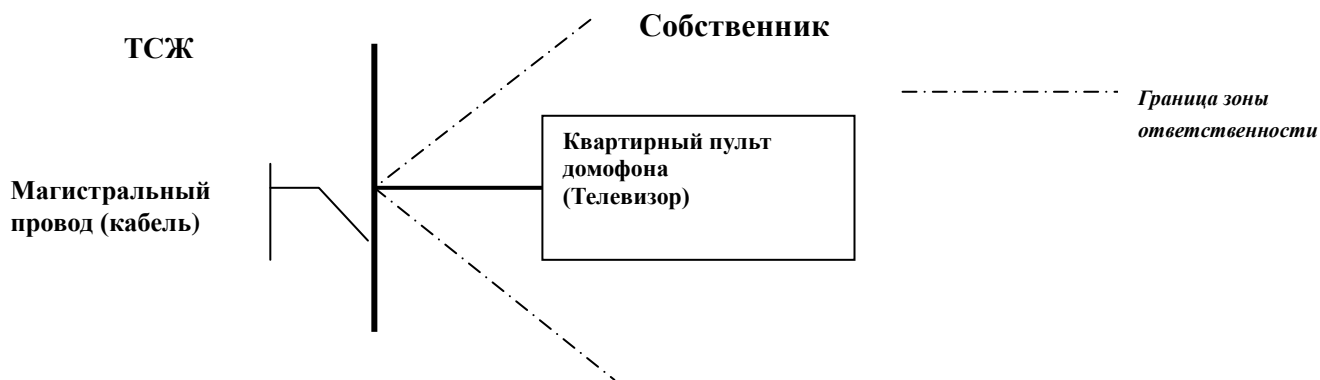 ТСЖ
Собственник
Граница зоны
ответственности
Квартирный пульт
домофона
(Телевизор)
Магистральный
провод (кабель)